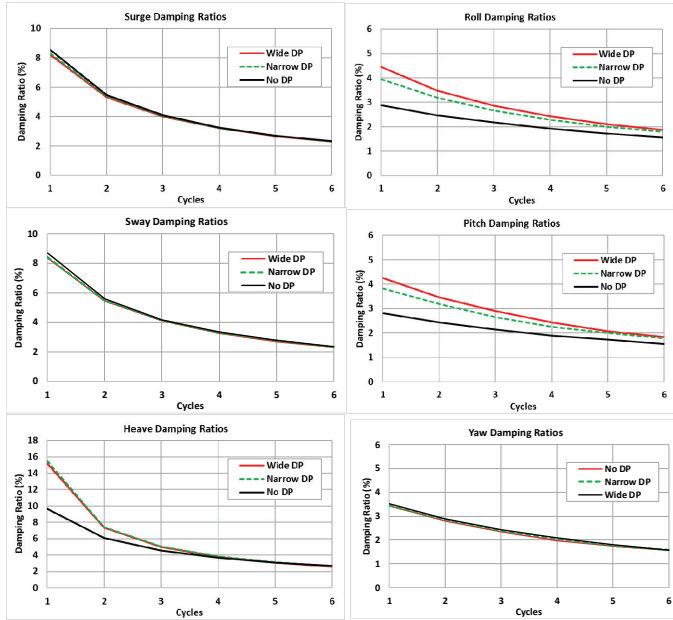 Surge Damping Ratios
10
8
6
4
2
0
Damping Ratio (%)
Wide DP
Narrow DP
No DP
1 2 3 4 5 6
Cycles
Roll Damping Ratios
6
5
4
3
2
1
0
Damping Ratio (%)
Wide DP
Narrow DP
No DP
1 2 3 4 5 6
Cycles
Sway Damping Ratios
10
8
6
4
2
0
Damping Ratio (%)
Wide DP
Narrow DP
No DP
1 2 3 4 5 6
Cycles
Pitch Damping Ratios
6
5
4
3
2
1
0
Damping Ratio (%)
Wide DP
Narrow DP
No DP
1 2 3 4 5 6
Cycles
Heave Damping Ratios
18
16
14
12
10
8
6
4
2
0
Damping Ratio (%)
Wide DP
Narrow DP
No DP
1 2 3 4 5 6
Cycles
Yaw Damping Ratios
6
5
4
3
2
1
0
Damping Ratio (%)
No DP
Narrow DP
Wide DP
1 2 3 4 5 6
Cycles